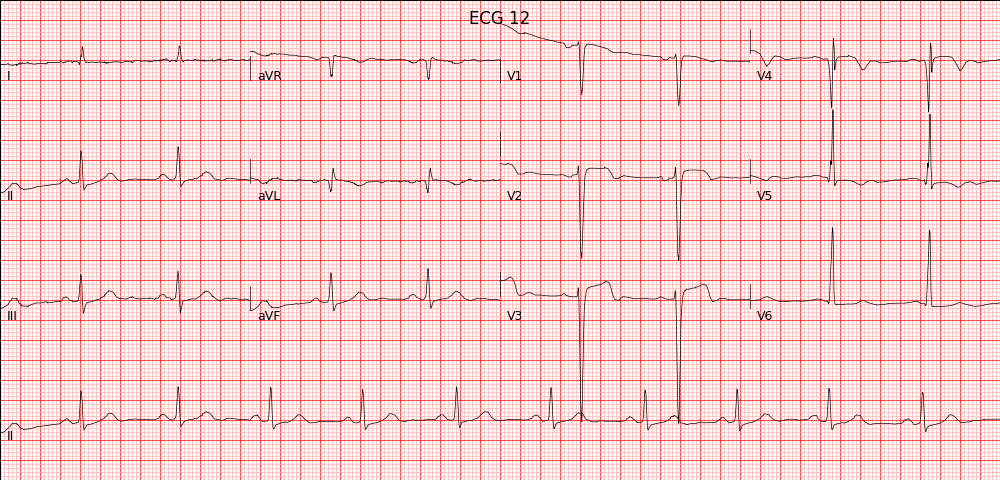 ECG 12
I aVR V1 V4
II aVL V2 V5
III aVF V3 V6
II